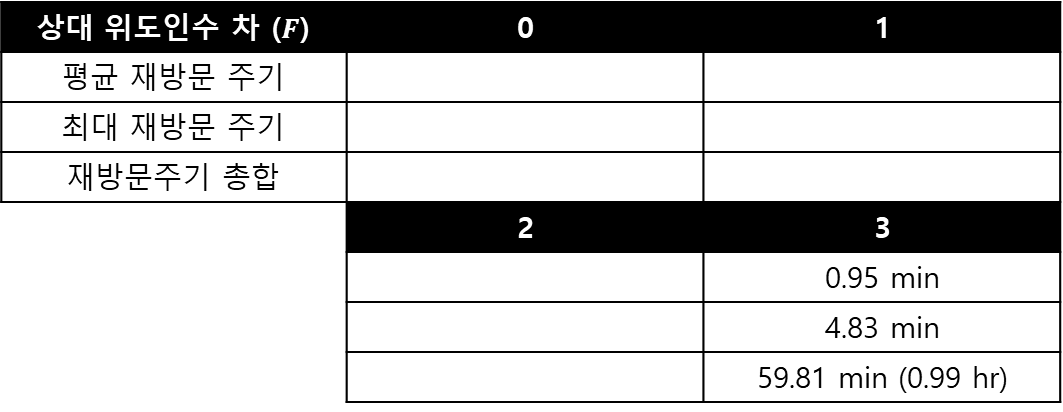 상대 위도인수 차 (F) 0 1
평균 재방문 주기
최대 재방문 주기
재방문주기 총합
2 3
0.95 min
4.83 min
59.81 min (0.99 hr)